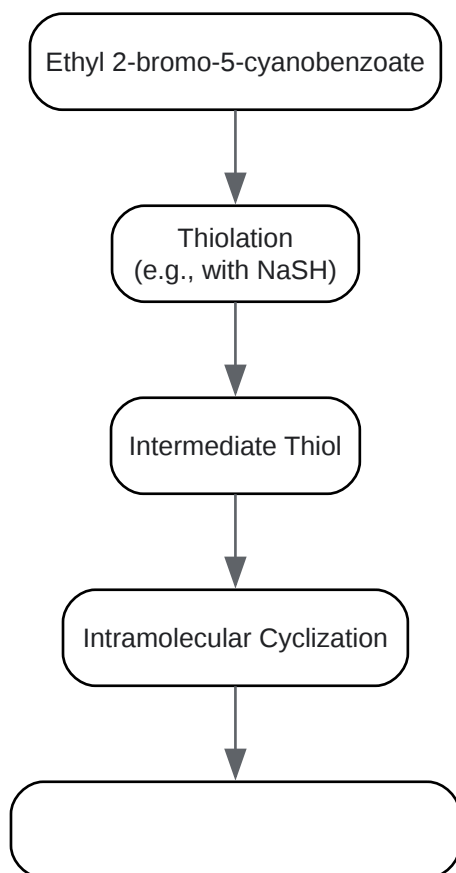 Ethyl 2-bromo-5-cyanobenzoate
Thiolation
(e.g., with NaSH)
Intermediate Thiol
Intramolecular Cyclization